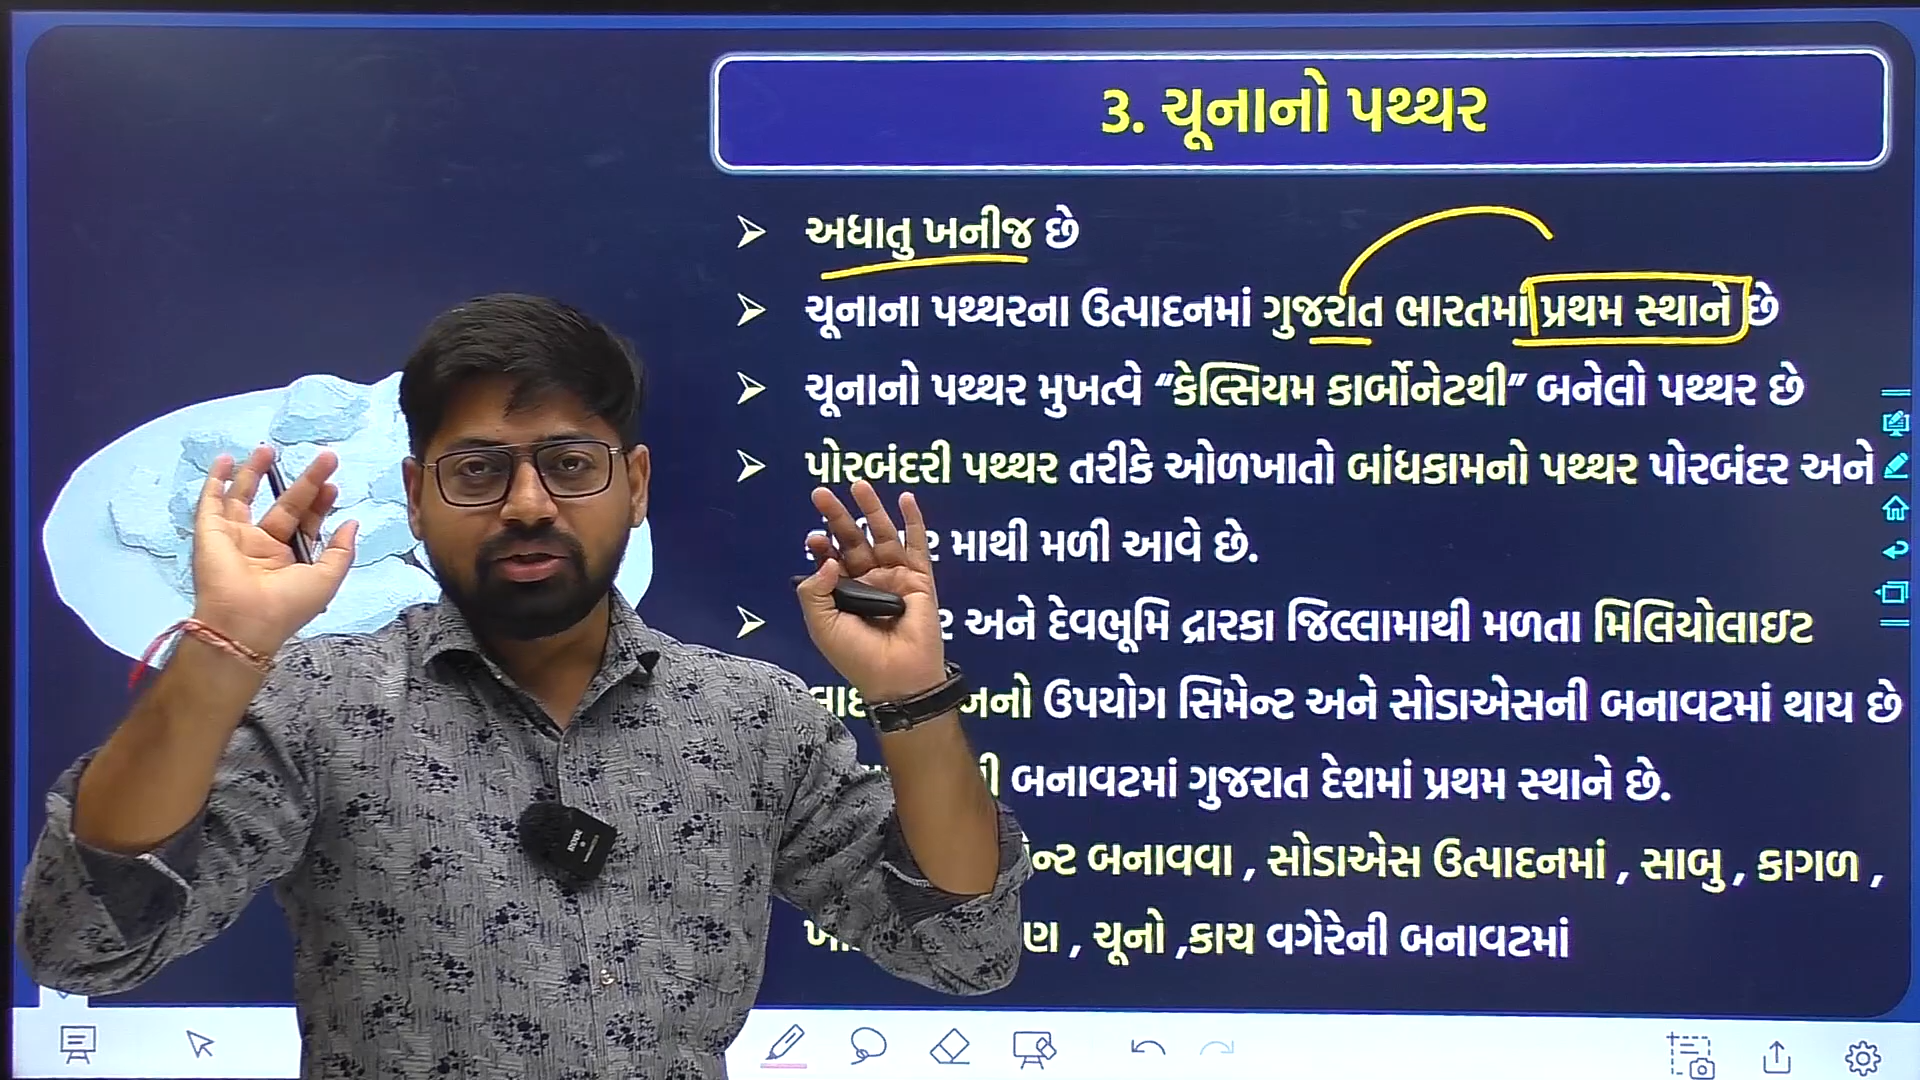 3. ચૂનાનો પથ્થર
અધાતુ ખનીજ છે
ચૂનાના પથ્થરના ઉત્પાદનમાં ગુજરાત ભારતમાં પ્રથમ સ્થાને છે
ચૂનાનો પથ્થર મુખત્વે “કેલ્સિયમ કાર્બોનેટથી” બનેલો પથ્થર છે
પોરબંદરી પથ્થર તરીકે ઓળખાતો બાંધકામનો પથ્થર પોરબંદર અને
માથી મળી આવે છે.
અને દેવભૂમિ દ્રારકા જિલ્લામાથી મળતા મિલિયોલાઇટ
ઉપયોગ સિમેન્ટ અને સોડાએસની બનાવટમાં થાય છે
બનાવટમાં ગુજરાત દેશમાં પ્રથમ સ્થાને છે.
બનાવવા , સોડાએસ ઉત્પાદનમાં , સાબુ , કાગળ ,
, ચૂનો ,કાચ વગેરેની બનાવટમાં
RODE